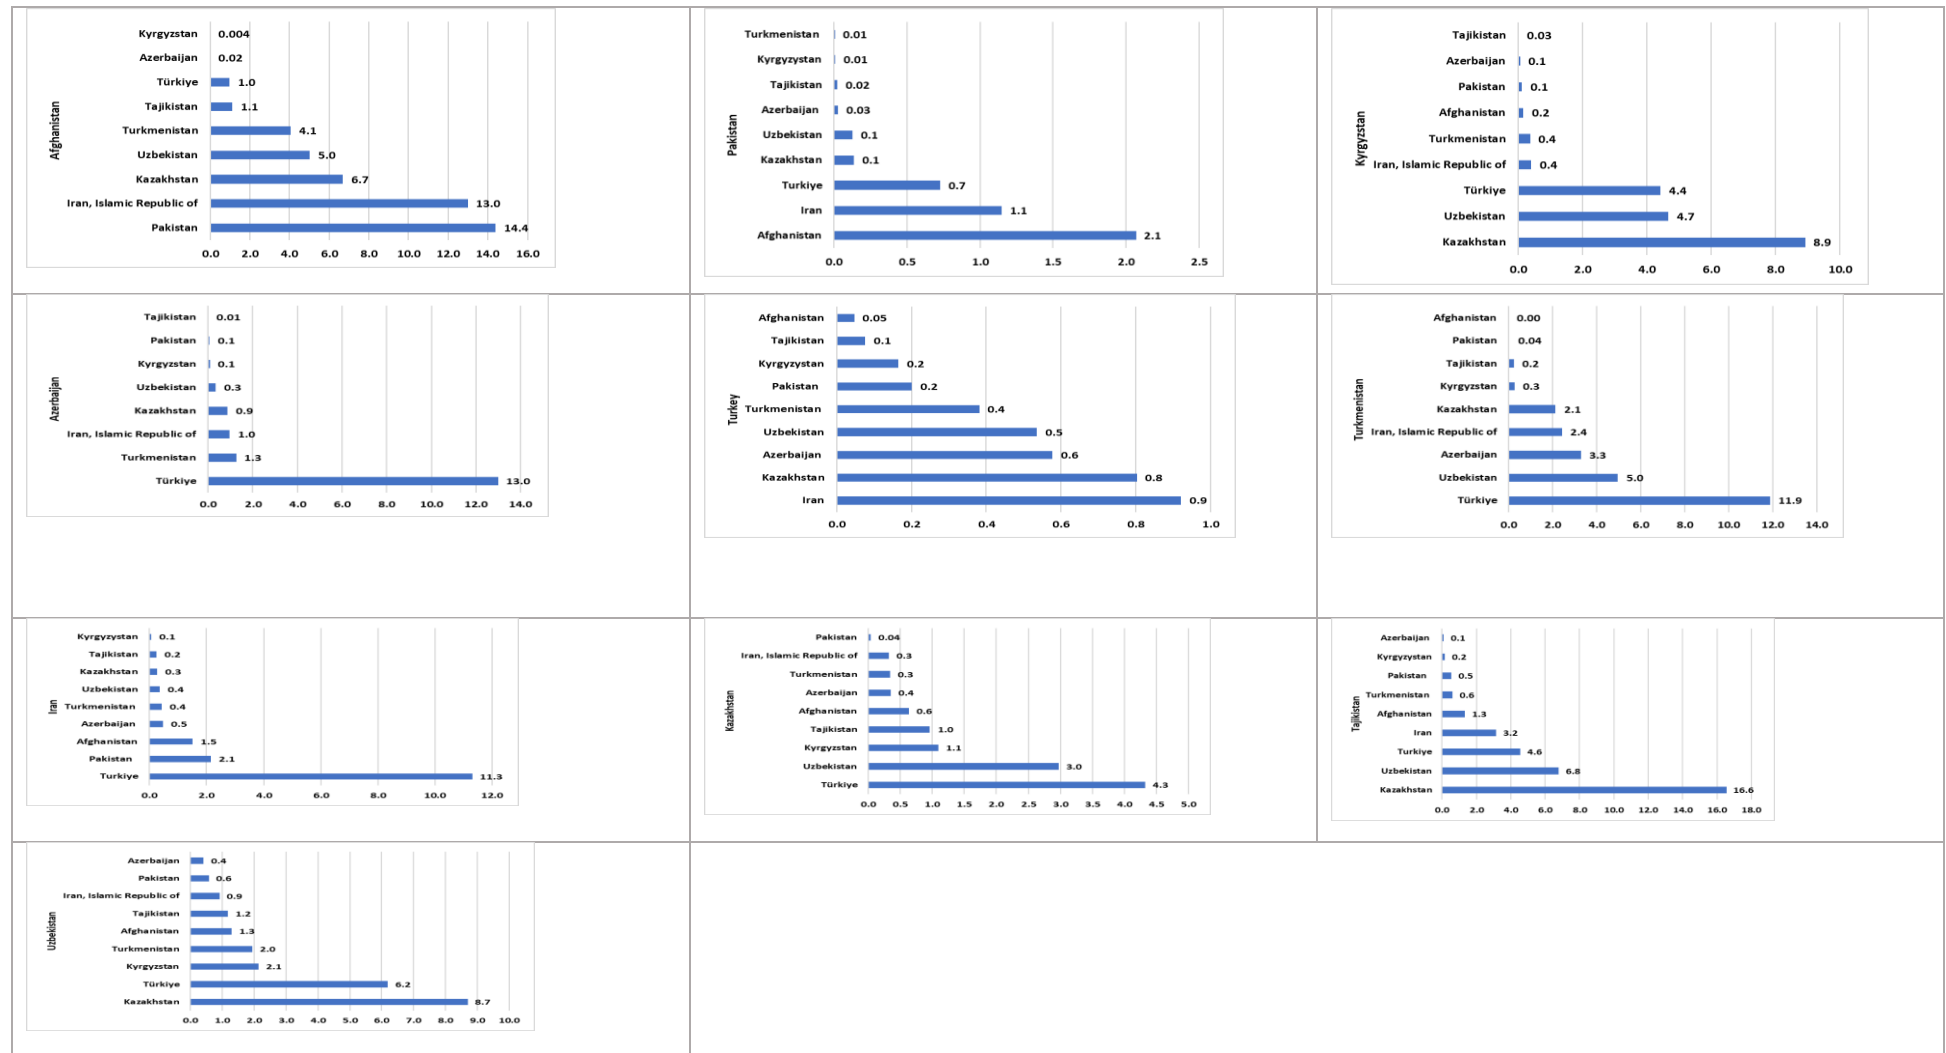 Afghanistan
Kyrgyzstan 0.004
Azerbaijan 0.02
Türkiye 1.0
Tajikistan 1.1
Turkmenistan 4.1
Uzbekistan 5.0
Kazakhstan 6.7
Iran, Islamic Republic of 13.0
Pakistan 14.4
0.0 2.0 4.0 6.0 8.0 10.0 12.0 14.0 16.0
Pakistan
Turkmenistan 0.01
Kyrgyzystan 0.01
Tajikistan 0.02
Azerbaijan 0.03
Uzbekistan 0.1
Kazakhstan 0.1
Turkiye 0.7
Iran 1.1
Afghanistan 2.1
0.0 0.5 1.0 1.5 2.0 2.5
Kyrgyzstan
Tajikistan 0.03
Azerbaijan 0.1
Pakistan 0.1
Afghanistan 0.2
Turkmenistan 0.4
Iran, Islamic Republic of 0.4
Türkiye 4.4
Uzbekistan 4.7
Kazakhstan 8.9
0.0 2.0 4.0 6.0 8.0 10.0
Azerbaijan
Tajikistan 0.01
Pakistan 0.1
Kyrgyzstan 0.1
Uzbekistan 0.3
Kazakhstan 0.9
Iran, Islamic Republic of 1.0
Turkmenistan 1.3
Türkiye 13.0
0.0 2.0 4.0 6.0 8.0 10.0 12.0 14.0
Turkey
Afghanistan 0.05
Tajikistan 0.1
Kyrgyzystan 0.2
Pakistan 0.2
Turkmenistan 0.4
Uzbekistan 0.5
Azerbaijan 0.6
Kazakhstan 0.8
Iran 0.9
0.0 0.2 0.4 0.6 0.8 1.0
Turkmenistan
Afghanistan 0.00
Pakistan 0.04
Tajikistan 0.2
Kyrgyzstan 0.3
Kazakhstan 2.1
Iran, Islamic Republic of 2.4
Azerbaijan 3.3
Uzbekistan 5.0
Türkiye 11.9
0.0 2.0 4.0 6.0 8.0 10.0 12.0 14.0
Iran
Kyrgyzystan 0.1
Tajikistan 0.2
Kazakhstan 0.3
Uzbekistan 0.4
Turkmenistan 0.4
Azerbaijan 0.5
Afghanistan 1.5
Pakistan 2.1
Turkiye 11.3
0.0 2.0 4.0 6.0 8.0 10.0 12.0
Kazakhstan
Pakistan 0.04
Iran, Islamic Republic of 0.3
Turkmenistan 0.3
Azerbaijan 0.4
Afghanistan 0.6
Tajikistan 1.0
Kyrgyzstan 1.1
Uzbekistan 3.0
Türkiye 4.3
0.0 0.5 1.0 1.5 2.0 2.5 3.0 3.5 4.0 4.5 5.0
Tajikistan
Azerbaijan 0.1
Kyrgyzystan 0.2
Pakistan 0.5
Turkmenistan 0.6
Afghanistan 1.3
Iran 3.2
Turkiye 4.6
Uzbekistan 6.8
Kazakhstan 16.6
0.0 2.0 4.0 6.0 8.0 10.0 12.0 14.0 16.0 18.0
Uzbekistan
Azerbaijan 0.4
Pakistan 0.6
Iran, Islamic Republic of 0.9
Tajikistan 1.2
Afghanistan 1.3
Turkmenistan 2.0
Kyrgyzstan 2.1
Türkiye 6.2
Kazakhstan 8.7
0.0 1.0 2.0 3.0 4.0 5.0 6.0 7.0 8.0 9.0 10.0